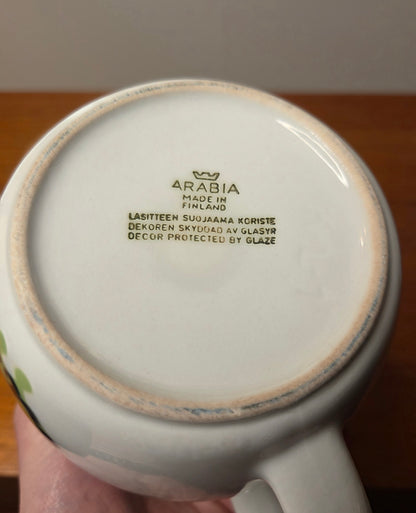 ARABIA
MADE IN
FINLAND
LASITTEEN SUOJAAMA KORISTE
DEKOREN SKYDDAD AV GLASYR
DECOR PROTECTED BY GLAZE